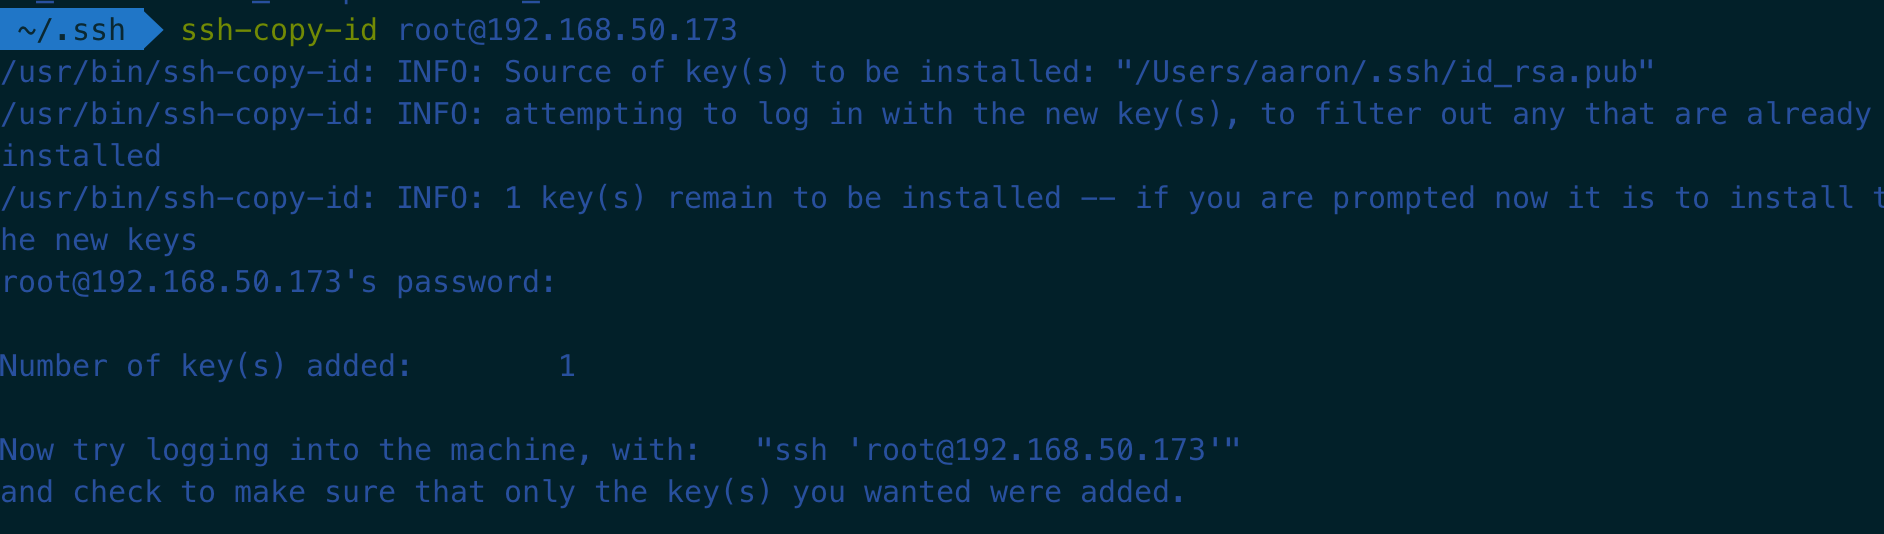 ~/.ssh ssh-copy-id root@192.168.50.173
/usr/bin/ssh-copy-id: INFO: Source of key(s) to be installed: "/Users/aaron/.ssh/id_rsa.pub"
/usr/bin/ssh-copy-id: INFO: attempting to log in with the new key(s), to filter out any that are already
installed
/usr/bin/ssh-copy-id: INFO: 1 key(s) remain to be installed -- if you are prompted now it is to install t
he new keys
root@192.168.50.173's password:
Number of key(s) added:        1
Now try logging into the machine, with:   "ssh 'root@192.168.50.173'"
and check to make sure that only the key(s) you wanted were added.